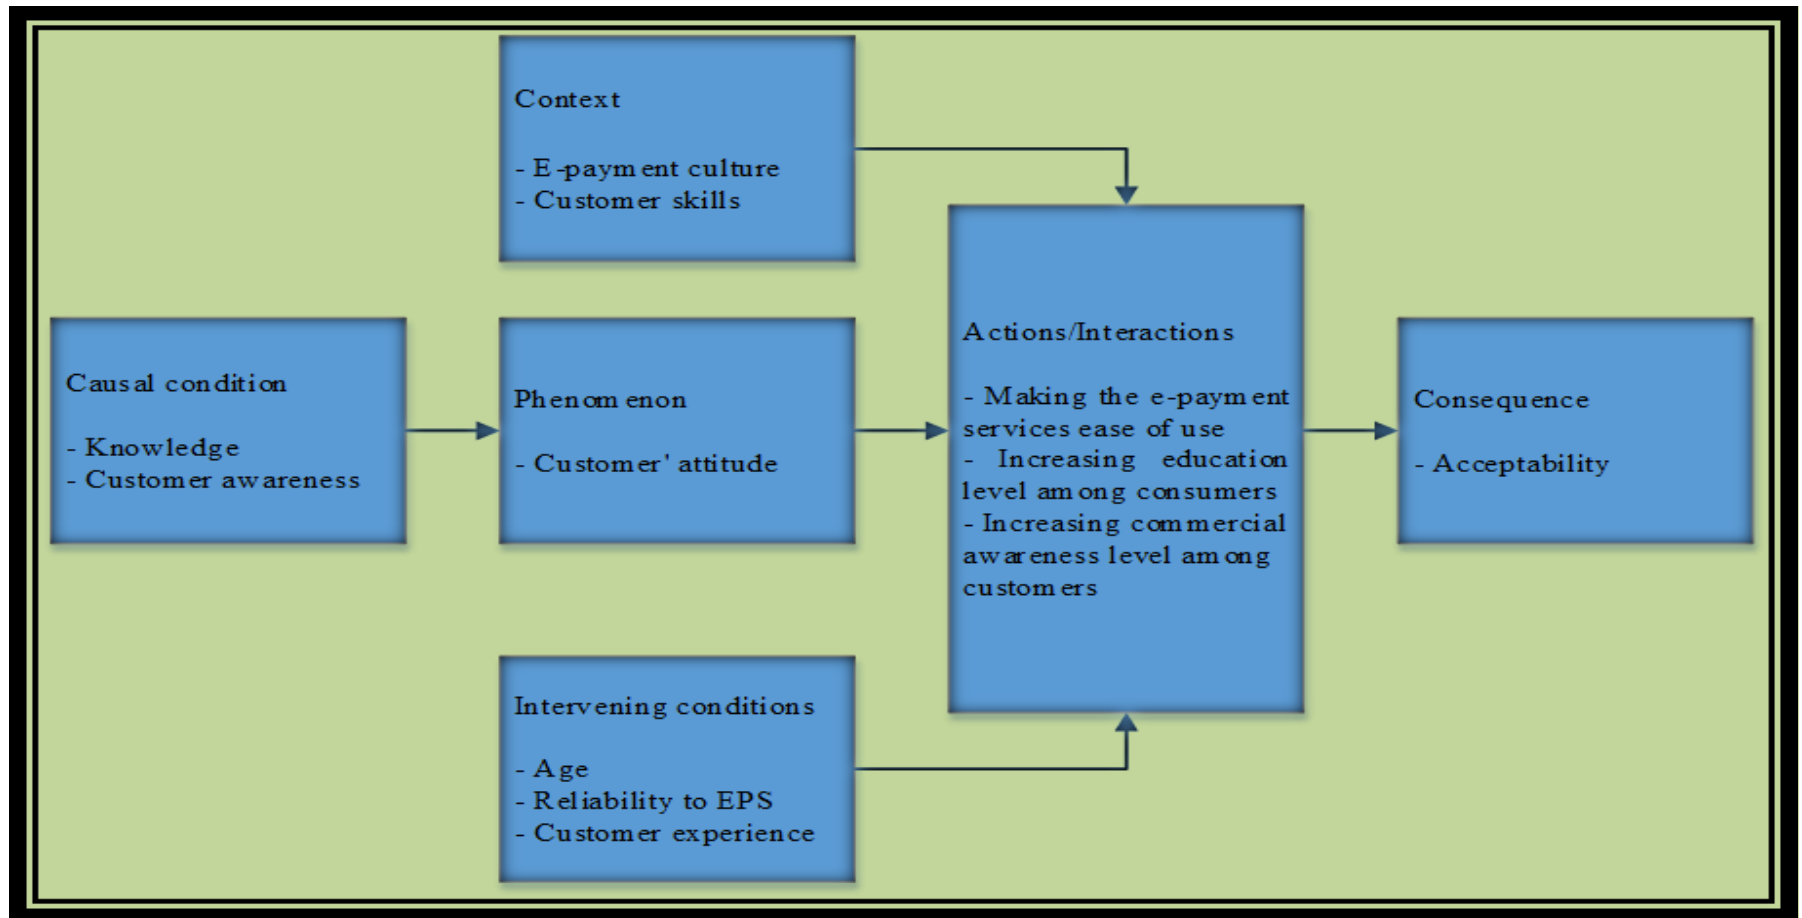 Context
- E-payment culture
- Customer skills
Causal condition
- Knowledge
- Customer awareness
Phenomenon
- Customer' attitude
Intervening conditions
- Age
- Reliability to EPS
- Customer experience
Actions/Interactions
- Making the e-payment
services ease of use
- Increasing education
level among consumers
- Increasing commercial
awareness level among
customers
Consequence
- Acceptability